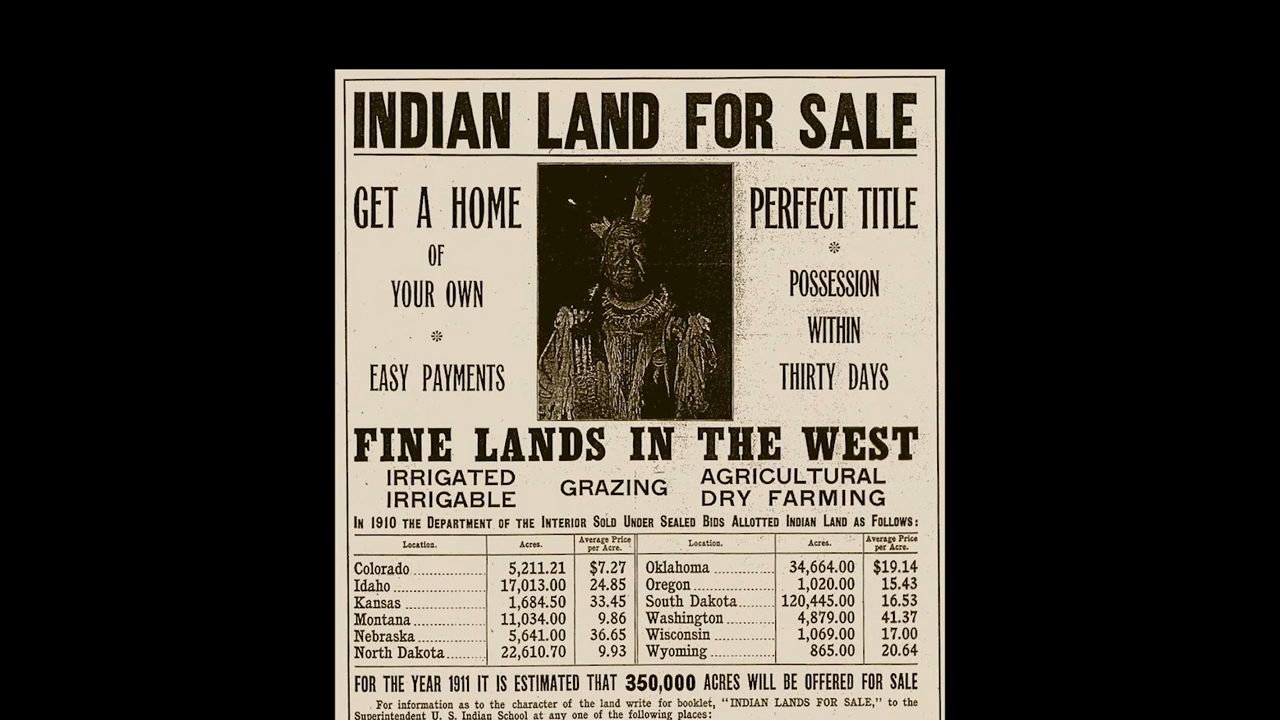 INDIAN LAND FOR SALE
GET A HOME
OF
YOUR OWN
※
EASY PAYMENTS
PERFECT TITLE
※
POSSESSION
WITHIN
THIRTY DAYS
FINE LANDS IN THE WEST
IRRIGATED
IRRIGABLE
GRAZING
AGRICULTURAL
DRY FARMING
IN 1910 THE DEPARTMENT OF THE INTERIOR SOLD UNDER SEALED BIDS ALLOTTED INDIAN LAND AS FOLLOWS:
Location. Acres. Average Price per Acre. Location. Acres. Average Price per Acre.
Colorado 5,211.21 $7.27 Oklahoma 34,664.00 $19.14
Idaho 17,013.00 24.85 Oregon 1,020.00 15.43
Kansas 1,684.50 33.45 South Dakota 120,445.00 16.53
Montana 11,034.00 9.86 Washington 4,879.00 41.37
Nebraska 5,641.00 36.65 Wisconsin 1,069.00 17.00
North Dakota 22,610.70 9.93 Wyoming 865.00 20.64
FOR THE YEAR 1911 IT IS ESTIMATED THAT 350,000 ACRES WILL BE OFFERED FOR SALE
For information as to the character of the land write for booklet, "INDIAN LANDS FOR SALE," to the
Superintendent U. S. Indian School at any one of the following places: